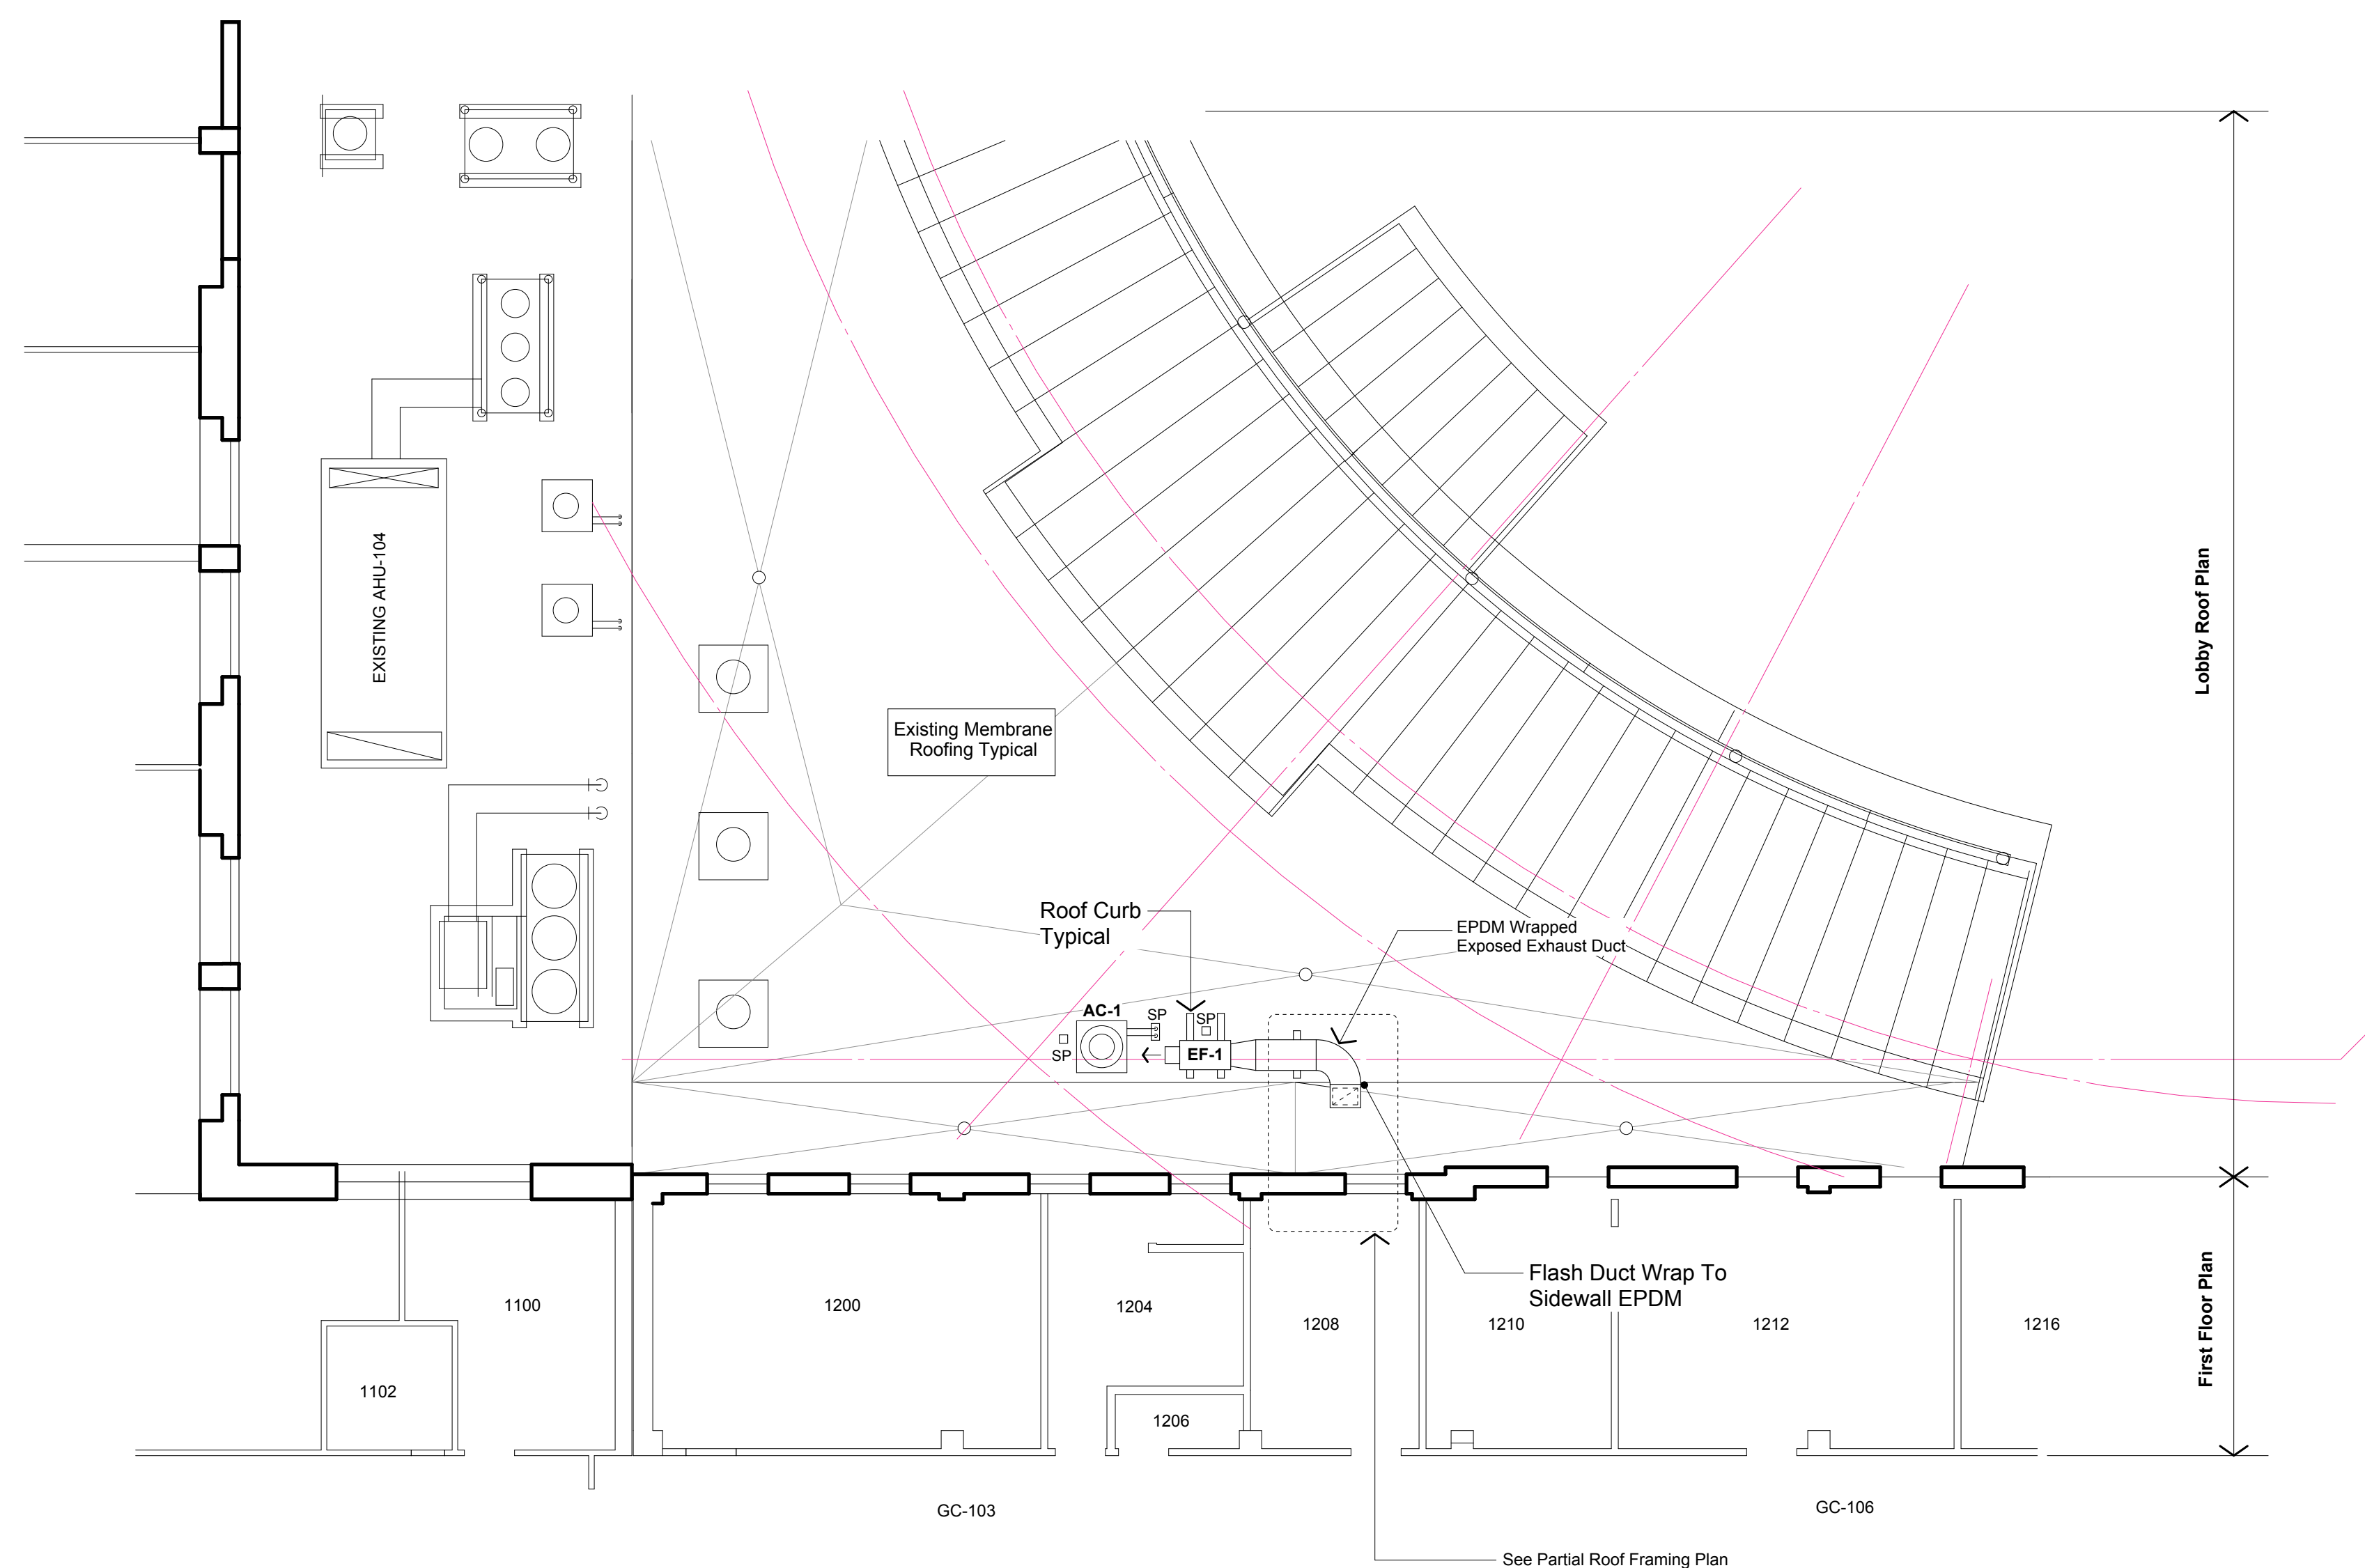 EXISTING AHU-104
Lobby Roof Plan
Existing Membrane
Roofing Typical
Roof Curb
Typical
EPDM Wrapped
Exposed Exhaust Duct
AC-1
SP
SP
SP
EF-1
Flash Duct Wrap To
Sidewall EPDM
First Floor Plan
1100
1200
1204
1208
1210
1212
1216
1102
1206
GC-103
GC-106
See Partial Roof Framing Plan